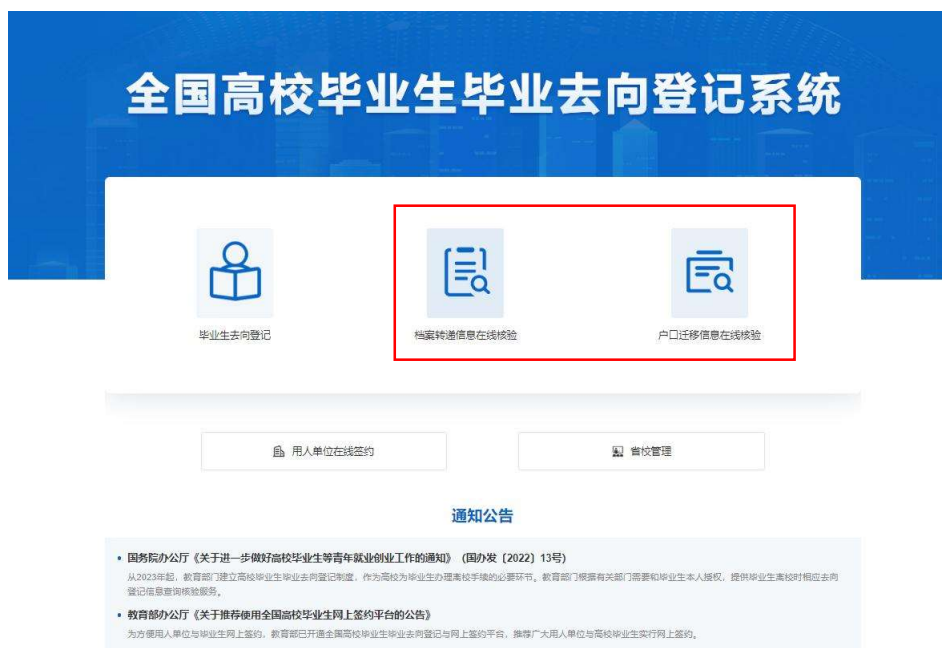 全国高校毕业生毕业去向登记系统
毕业生去向登记
档案转递信息在线核验
户口迁移信息在线核验
用人单位在线签约
省校管理
通知公告
• 国务院办公厅《关于进一步做好高校毕业生等青年就业创业工作的通知》（国办发〔2022〕13号）
从2023年起，教育部门建立高校毕业生毕业去向登记制度，作为高校为毕业生办理离校手续的必要环节。教育部门根据有关部门需要和毕业生本人授权，提供毕业生离校时相应去向
登记信息查询核验服务。
• 教育部办公厅《关于推荐使用全国高校毕业生网上签约平台的公告》
为方便用人单位与毕业生网上签约，教育部已开通全国高校毕业生毕业去向登记与网上签约平台，推荐广大用人单位与高校毕业生实行网上签约。